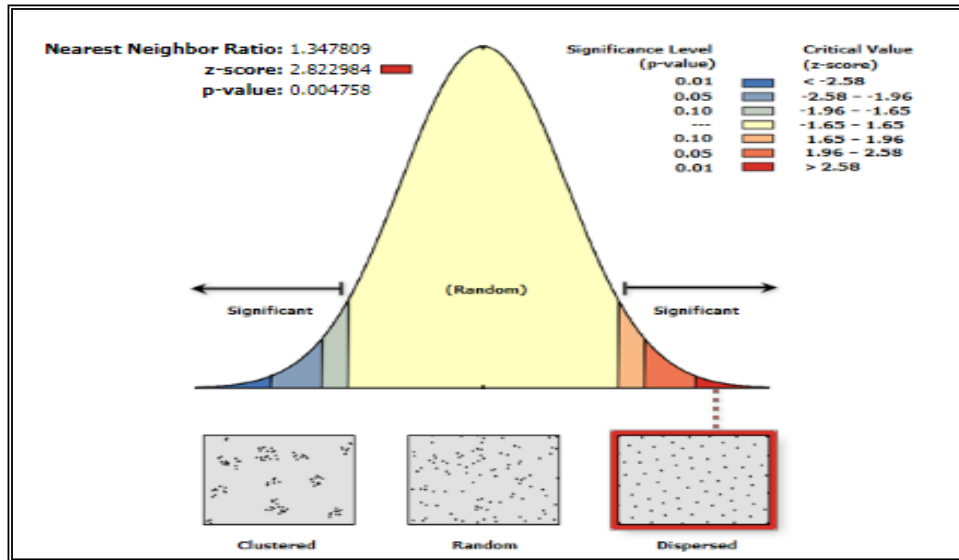 Nearest Neighbor Ratio: 1.347809
z-score: 2.822984
p-value: 0.004758
Significance Level
(p-value)
Critical Value
(z-score)
0.01 < -2.58
0.05 -2.58 – -1.96
0.10 -1.96 – -1.65
--- -1.65 – 1.65
0.10 1.65 – 1.96
0.05 1.96 – 2.58
0.01 > 2.58
(Random)
Significant
Significant
Clustered
Random
Dispersed